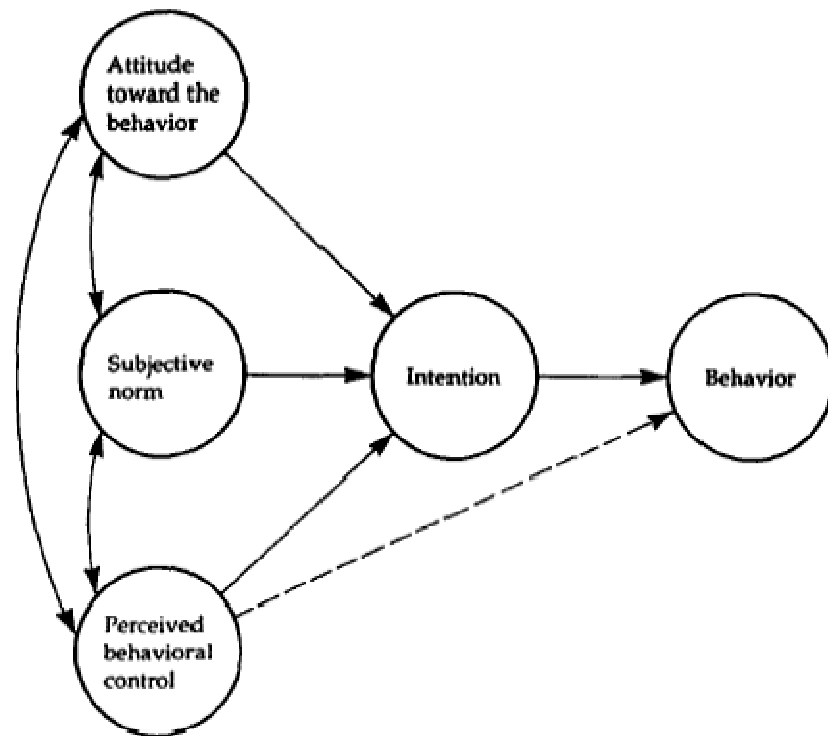 Attitude
toward the
behavior
Subjective
norm
Intention
Behavior
Perceived
behavioral
control